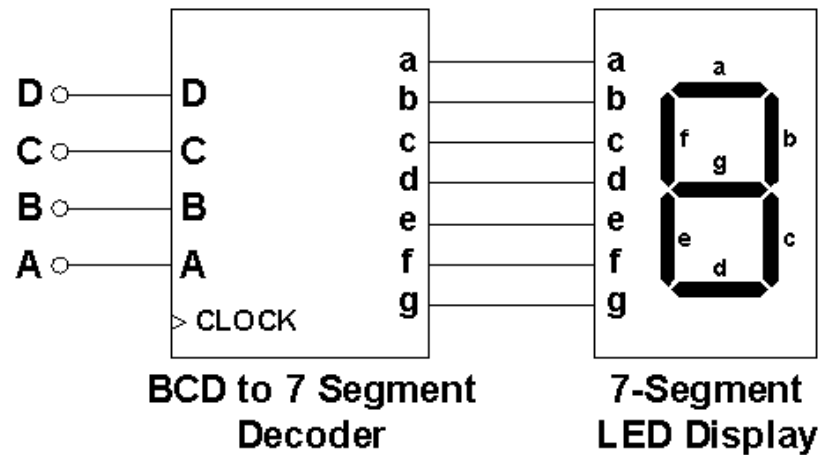 D D
C C
B B
A A
> CLOCK
a
b
c
d
e
f
g
BCD to 7 Segment
Decoder
a
b
c
d
e
f
g
a
f b
g
e c
d
7-Segment
LED Display